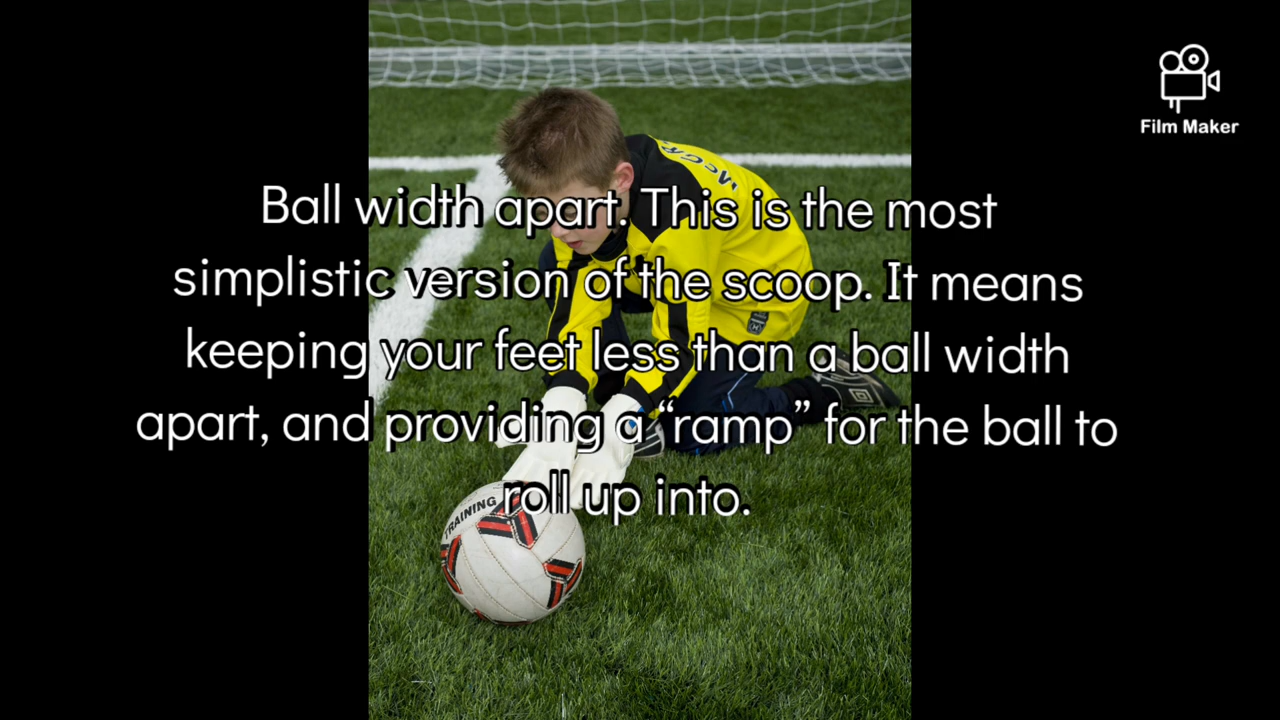 Film Maker
Ball width apart. This is the most
simplistic version of the scoop. It means
keeping your feet less than a ball width
apart, and providing a “ramp” for the ball to
roll up into.
TRAINING